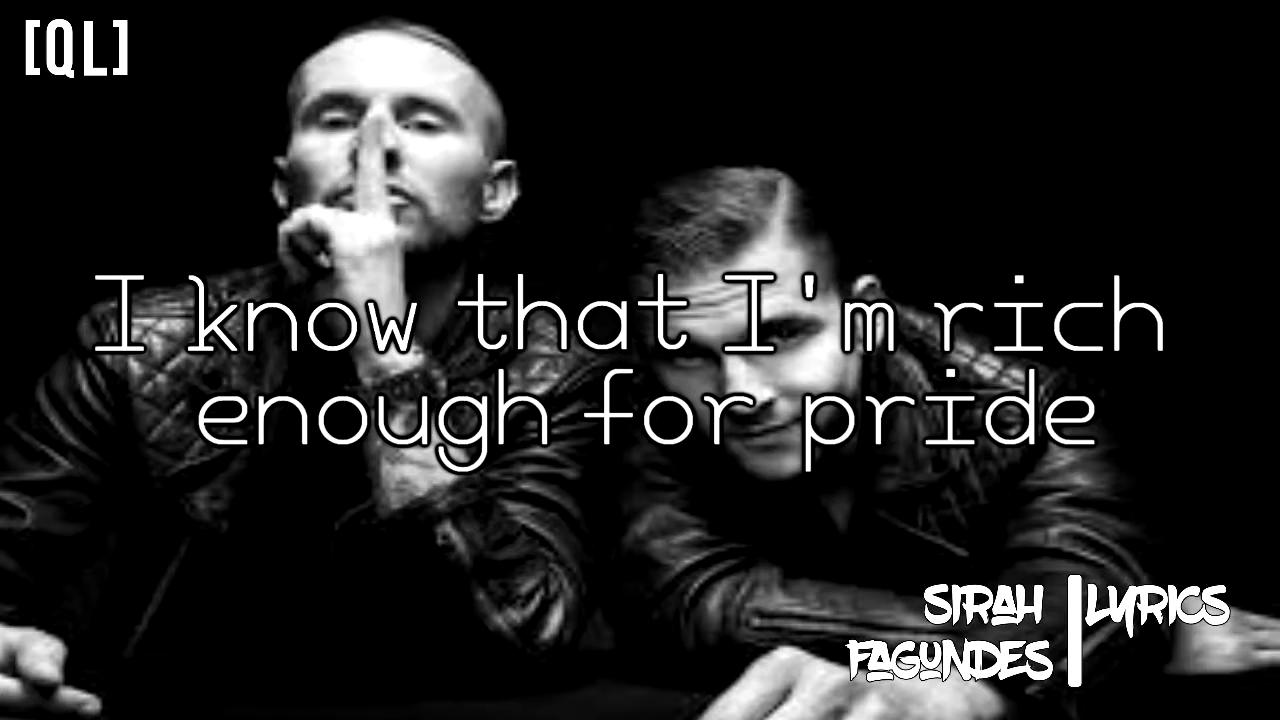 [QL]
I know that I'm rich
enough for pride
SIRAH
FAGUNDES
LYRICS